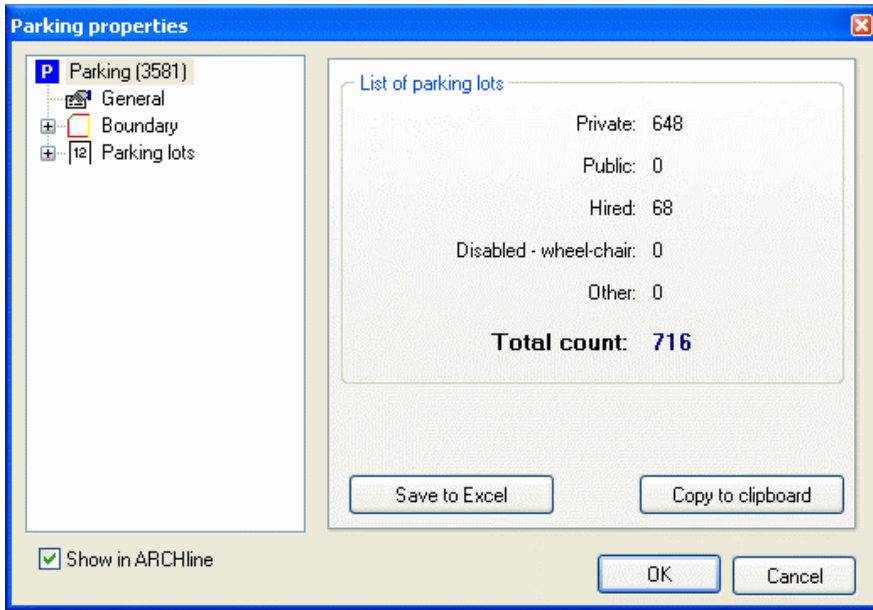 Parking properties
P Parking (3581)
General
Boundary
12 Parking lots
List of parking lots
Private: 648
Public: 0
Hired: 68
Disabled - wheel-chair: 0
Other: 0
Total count: 716
Save to Excel Copy to clipboard
Show in ARCHline
OK Cancel